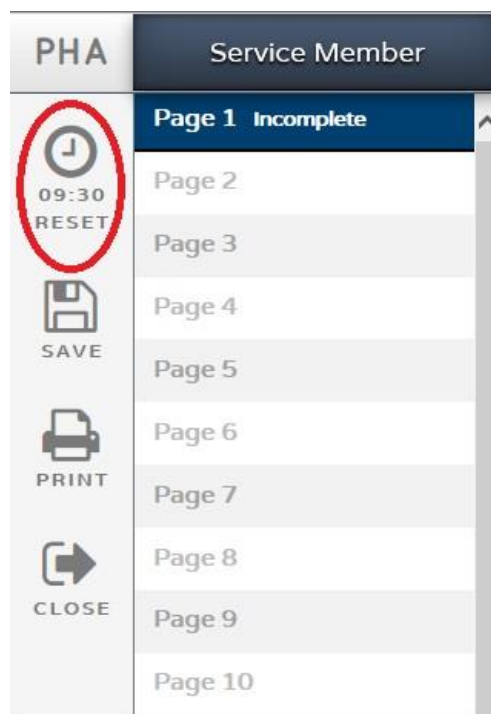 PHA
Service Member
09:30
RESET
SAVE
PRINT
CLOSE
Page 1 Incomplete
Page 2
Page 3
Page 4
Page 5
Page 6
Page 7
Page 8
Page 9
Page 10